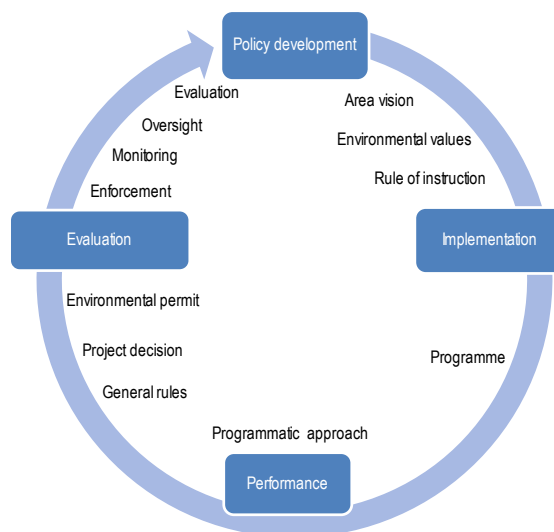 Policy development
Evaluation
Area vision
Oversight
Environmental values
Monitoring
Rule of instruction
Enforcement
Evaluation
Implementation
Environmental permit
Project decision
Programme
General rules
Programmatic approach
Performance